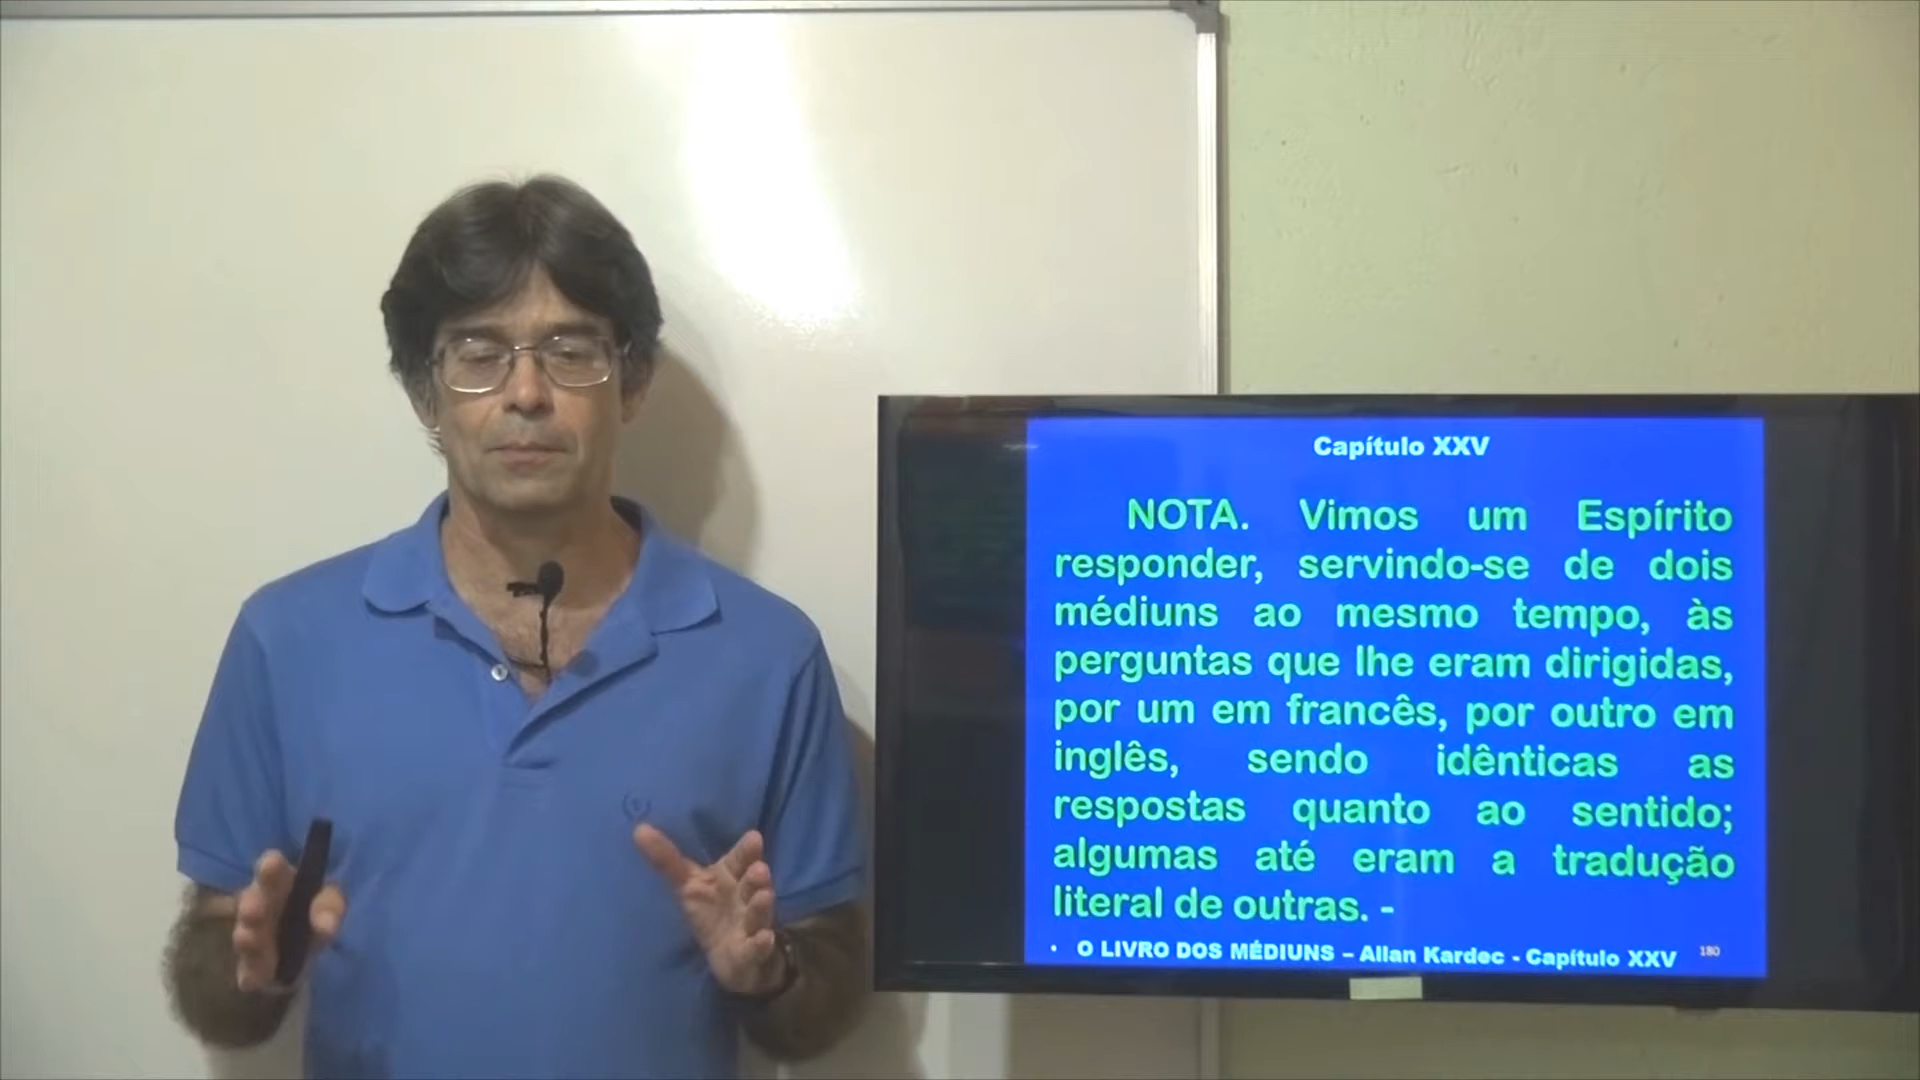 Capítulo XXV
NOTA. Vimos um Espírito
responder, servindo-se de dois
médiuns ao mesmo tempo, às
perguntas que lhe eram dirigidas,
por um em francês, por outro em
inglês, sendo idênticas as
respostas quanto ao sentido;
algumas até eram a tradução
literal de outras. -
• O LIVRO DOS MÉDIUNS – Allan Kardec - Capítulo XXV 180